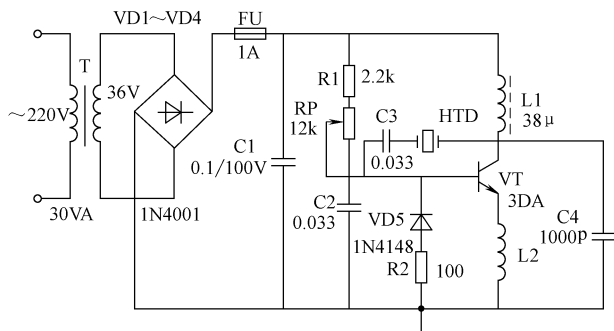 VD1～VD4
FU
1A
T
36V
～220V
30VA
1N4001
C1
0.1/100V
R1
2.2k
RP
12k
C3
0.033
HTD
L1
38μ
VT
3DA
C2
0.033
VD5
1N4148
R2
100
L2
C4
1000p